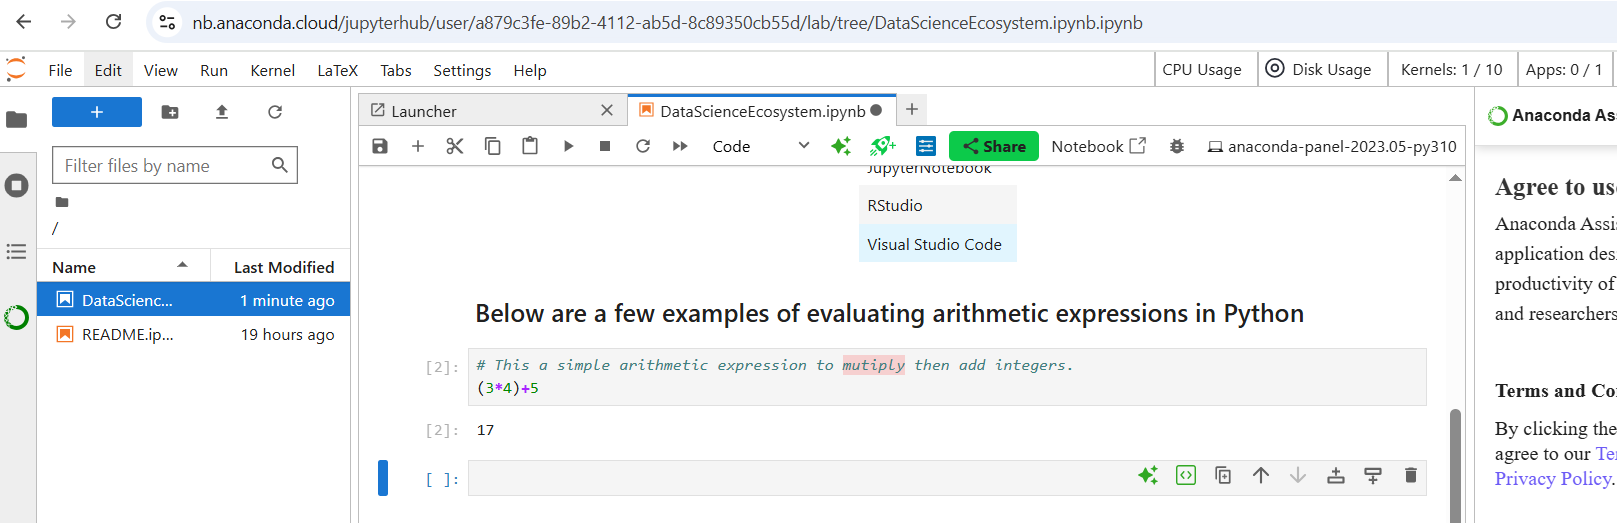 nb.anaconda.cloud/jupyterhub/user/a879c3fe-89b2-4112-ab5d-8c89350cb55d/lab/tree/DataScienceEcosystem.ipynb.ipynb
File Edit View Run Kernel LaTeX Tabs Settings Help
CPU Usage Disk Usage Kernels: 1 / 10 Apps: 0 / 1
Launcher DataScienceEcosystem.ipynb
Anaconda Ass
Code Share Notebook anaconda-panel-2023.05-py310
Filter files by name
/
Name Last Modified
DataScienc... 1 minute ago
README.ip... 19 hours ago
JupyterNotebook
RStudio
Visual Studio Code
Below are a few examples of evaluating arithmetic expressions in Python
[2]: # This a simple arithmetic expression to mutiply then add integers.
(3*4)+5
[2]: 17
[ ]:
Agree to us
Anaconda Assis
application des
productivity of
and researchers
Terms and Co
By clicking the
agree to our Te
Privacy Policy.